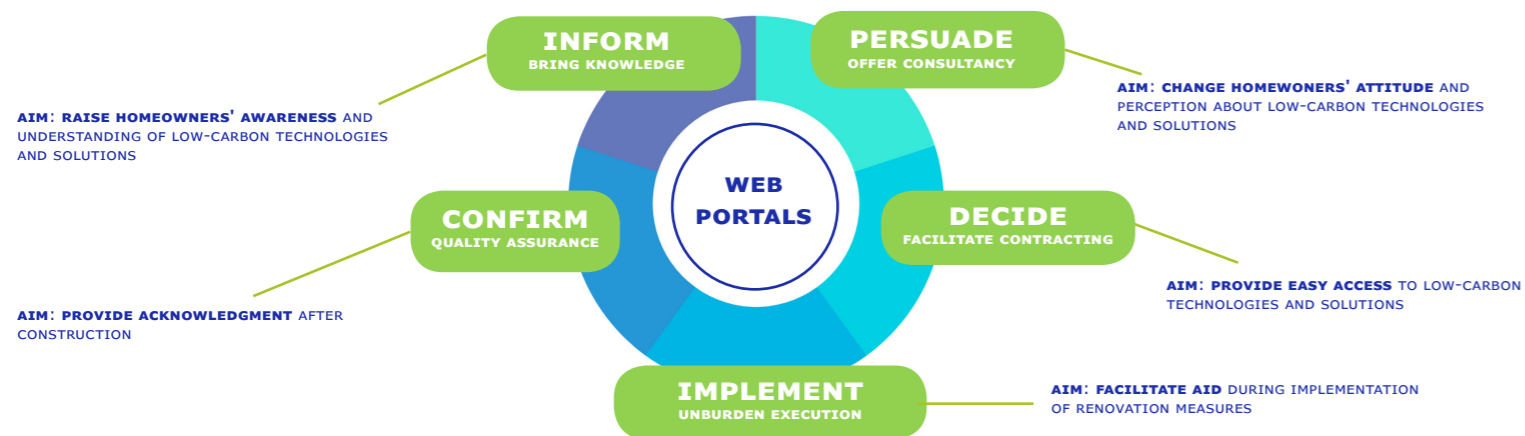 INFORM
BRING KNOWLEDGE
AIM: RAISE HOMEOWNERS' AWARENESS AND
UNDERSTANDING OF LOW-CARBON TECHNOLOGIES
AND SOLUTIONS
PERSUADE
OFFER CONSULTANCY
AIM: CHANGE HOMEWONERS' ATTITUDE AND
PERCEPTION ABOUT LOW-CARBON TECHNOLOGIES
AND SOLUTIONS
WEB
PORTALS
DECIDE
FACILITATE CONTRACTING
AIM: PROVIDE EASY ACCESS TO LOW-CARBON
TECHNOLOGIES AND SOLUTIONS
IMPLEMENT
UNBURDEN EXECUTION
AIM: FACILITATE AID DURING IMPLEMENTATION
OF RENOVATION MEASURES
CONFIRM
QUALITY ASSURANCE
AIM: PROVIDE ACKNOWLEDGMENT AFTER
CONSTRUCTION